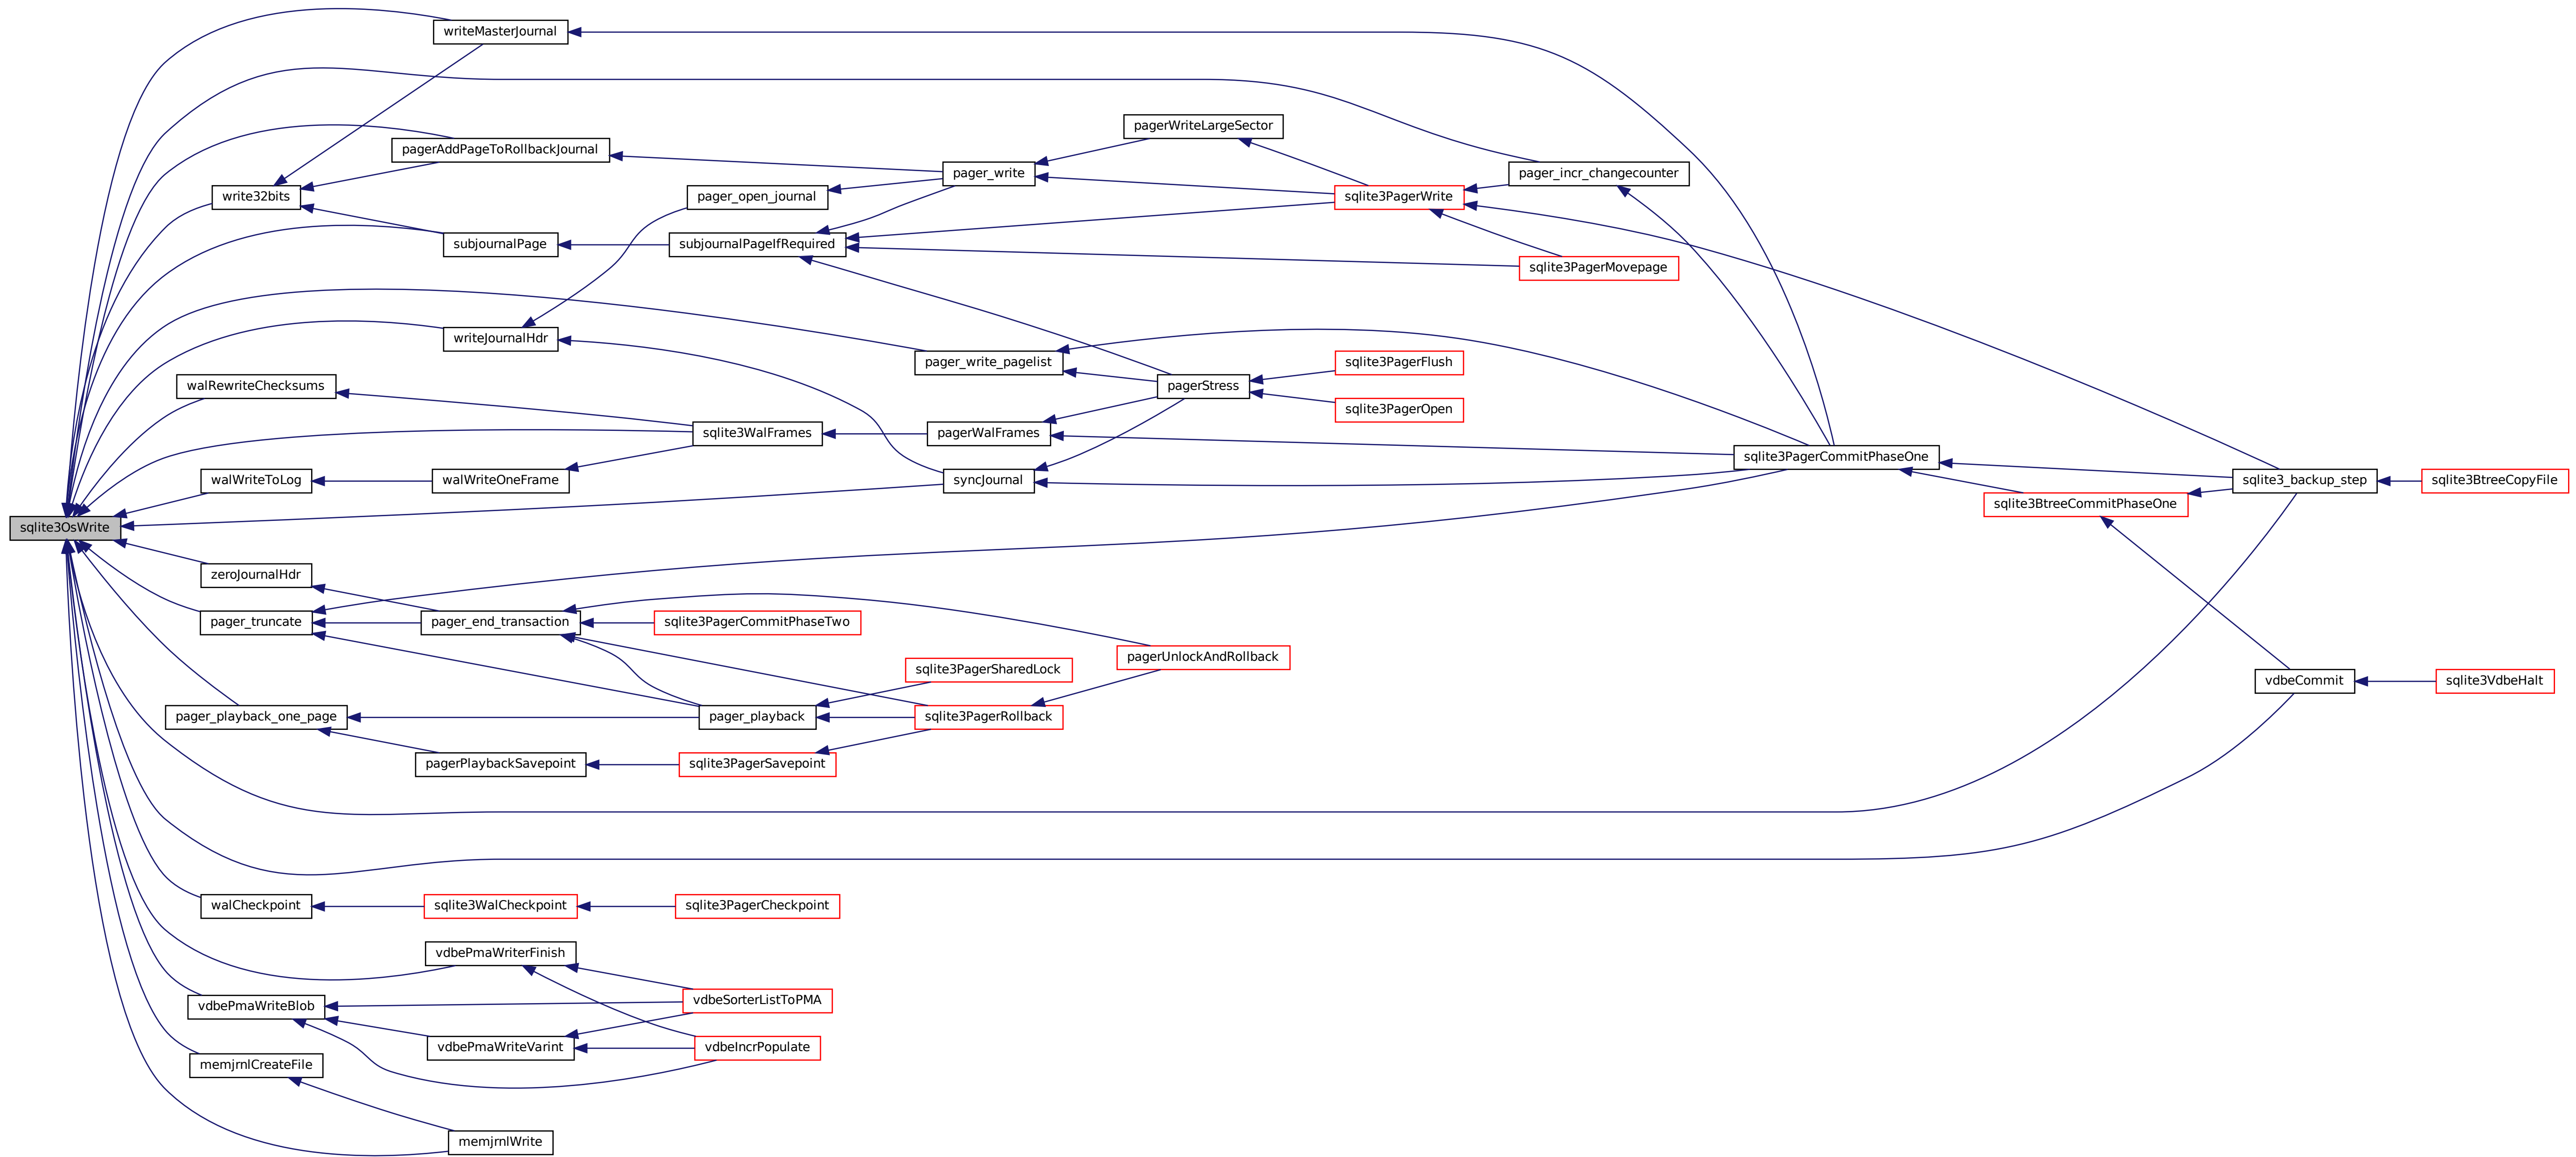 writeMasterJournal
pagerWriteLargeSector
pagerAddPageToRollbackJournal
pager_write
pager_incr_changecounter
write32bits
pager_open_journal
sqlite3PagerWrite
subjournalPage
subjournalPageIfRequired
sqlite3PagerMovepage
writeJournalHdr
pager_write_pagelist
sqlite3PagerFlush
walRewriteChecksums
pagerStress
sqlite3PagerOpen
sqlite3WalFrames
pagerWalFrames
sqlite3PagerCommitPhaseOne
walWriteToLog
walWriteOneFrame
syncJournal
sqlite3_backup_step
sqlite3BtreeCopyFile
sqlite3BtreeCommitPhaseOne
sqlite3OsWrite
zeroJournalHdr
pager_truncate
pager_end_transaction
sqlite3PagerCommitPhaseTwo
pagerUnlockAndRollback
sqlite3PagerSharedLock
vdbeCommit
sqlite3VdbeHalt
pager_playback_one_page
pager_playback
sqlite3PagerRollback
pagerPlaybackSavepoint
sqlite3PagerSavepoint
walCheckpoint
sqlite3WalCheckpoint
sqlite3PagerCheckpoint
vdbePmaWriterFinish
vdbePmaWriteBlob
vdbeSorterListToPMA
vdbePmaWriteVarint
vdbeIncrPopulate
memjrnlCreateFile
memjrnlWrite